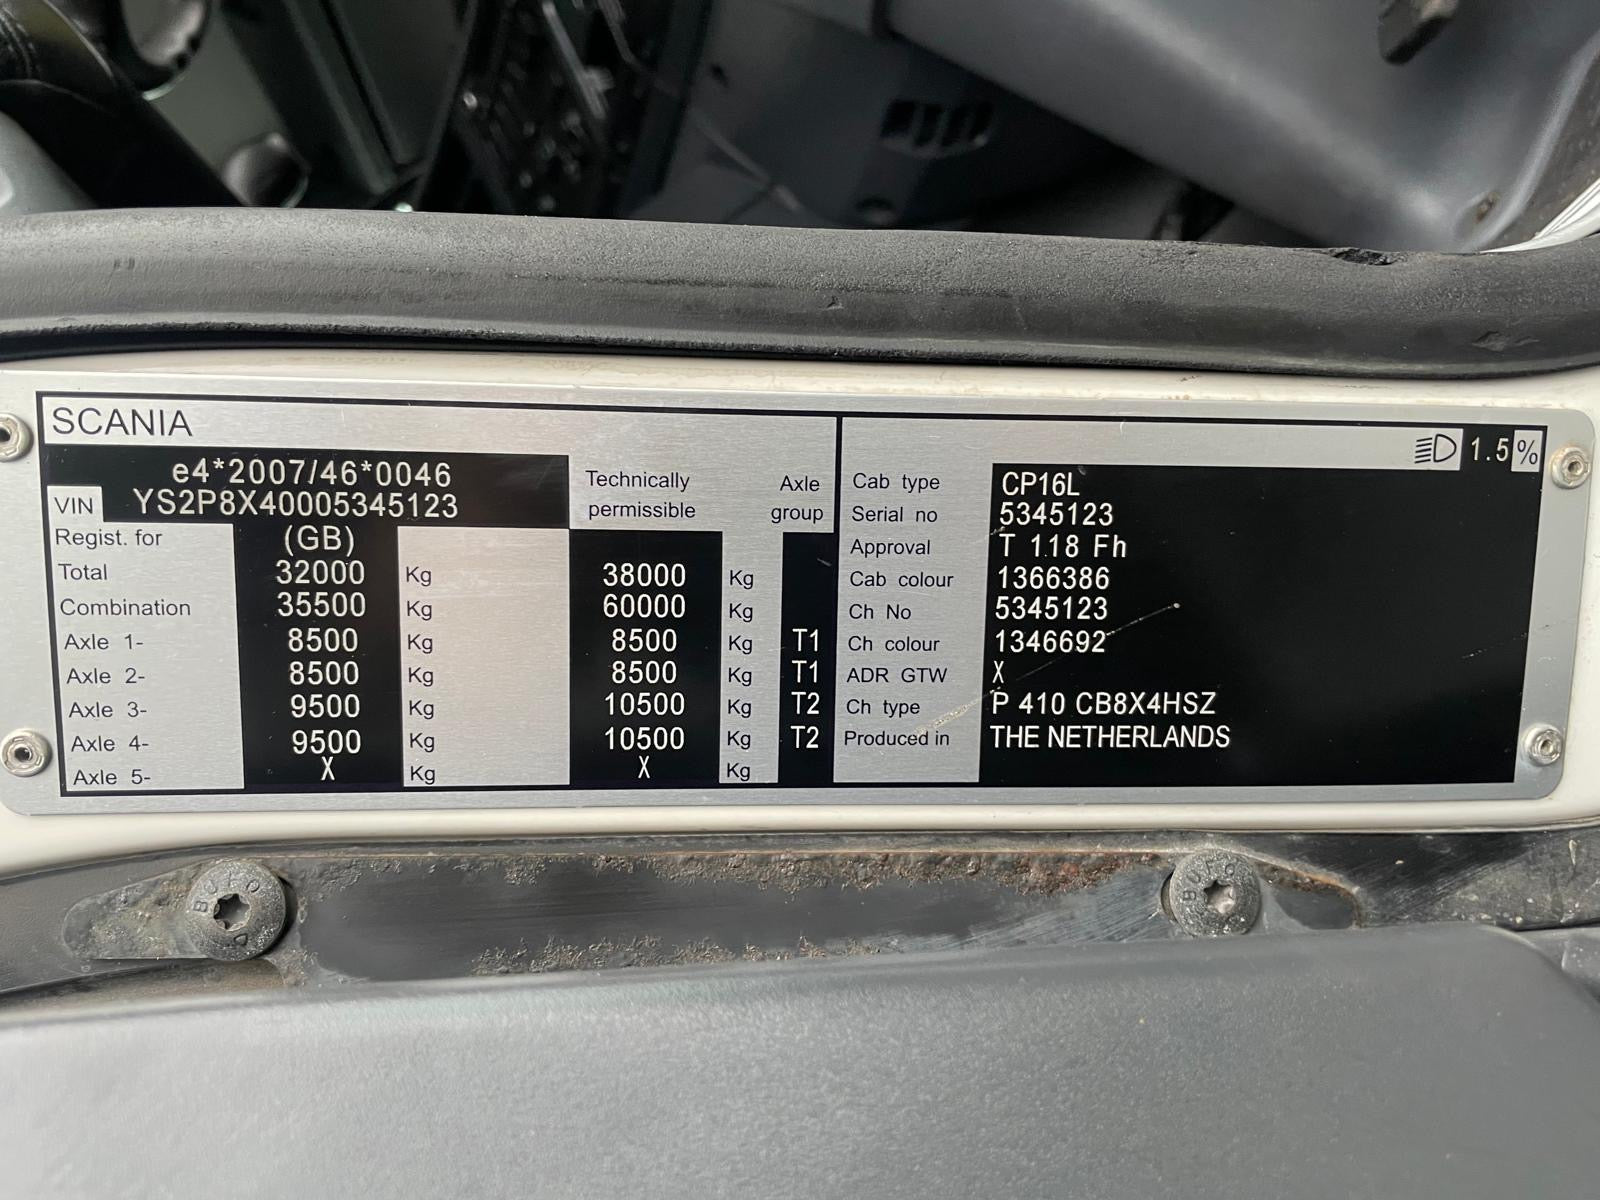 SCANIA
1.5 %
e4*2007/46*0046
VIN YS2P8X40005345123
Technically permissible
Axle group
Regist. for (GB)
Total 32000 Kg 38000 Kg
Combination 35500 Kg 60000 Kg
Axle 1- 8500 Kg 8500 Kg T1
Axle 2- 8500 Kg 8500 Kg T1
Axle 3- 9500 Kg 10500 Kg T2
Axle 4- 9500 Kg 10500 Kg T2
Axle 5- X Kg X Kg
Cab type CP16L
Serial no 5345123
Approval T 118 Fh
Cab colour 1366386
Ch No 5345123
Ch colour 1346692
ADR GTW X
Ch type P 410 CB8X4HSZ
Produced in THE NETHERLANDS